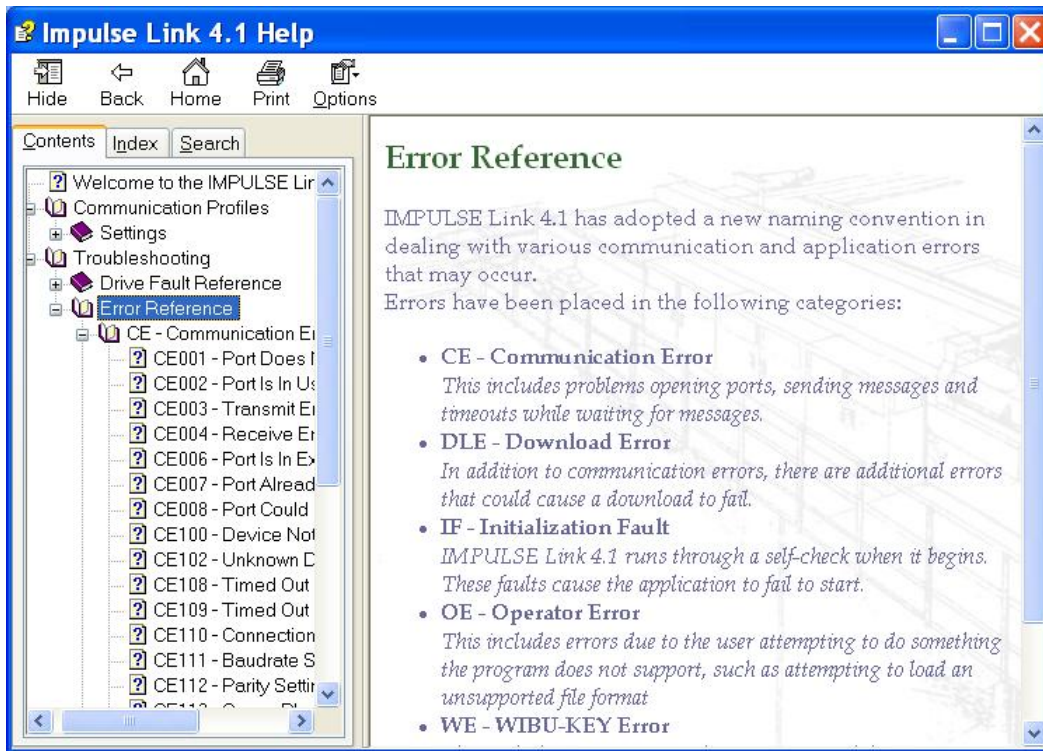 Impulse Link 4.1 Help
Hide Back Home Print Options
Contents Index Search
Welcome to the IMPULSE Lin
Communication Profiles
Settings
Troubleshooting
Drive Fault Reference
Error Reference
CE - Communication Er
CE001 - Port Does N
CE002 - Port Is In Us
CE003 - Transmit Er
CE004 - Receive Er
CE006 - Port Is In Ex
CE007 - Port Alread
CE008 - Port Could
CE100 - Device Not
CE102 - Unknown D
CE108 - Timed Out
CE109 - Timed Out
CE110 - Connection
CE111 - Baudrate S
CE112 - Parity Settin
Error Reference
IMPULSE Link 4.1 has adopted a new naming convention in
dealing with various communication and application errors
that may occur.
Errors have been placed in the following categories:
• CE - Communication Error
This includes problems opening ports, sending messages and
timeouts while waiting for messages.
• DLE - Download Error
In addition to communication errors, there are additional errors
that could cause a download to fail.
• IF - Initialization Fault
IMPULSE Link 4.1 runs through a self-check when it begins.
These faults cause the application to fail to start.
• OE - Operator Error
This includes errors due to the user attempting to do something
the program does not support, such as attempting to load an
unsupported file format
• WE - WIBU-KEY Error